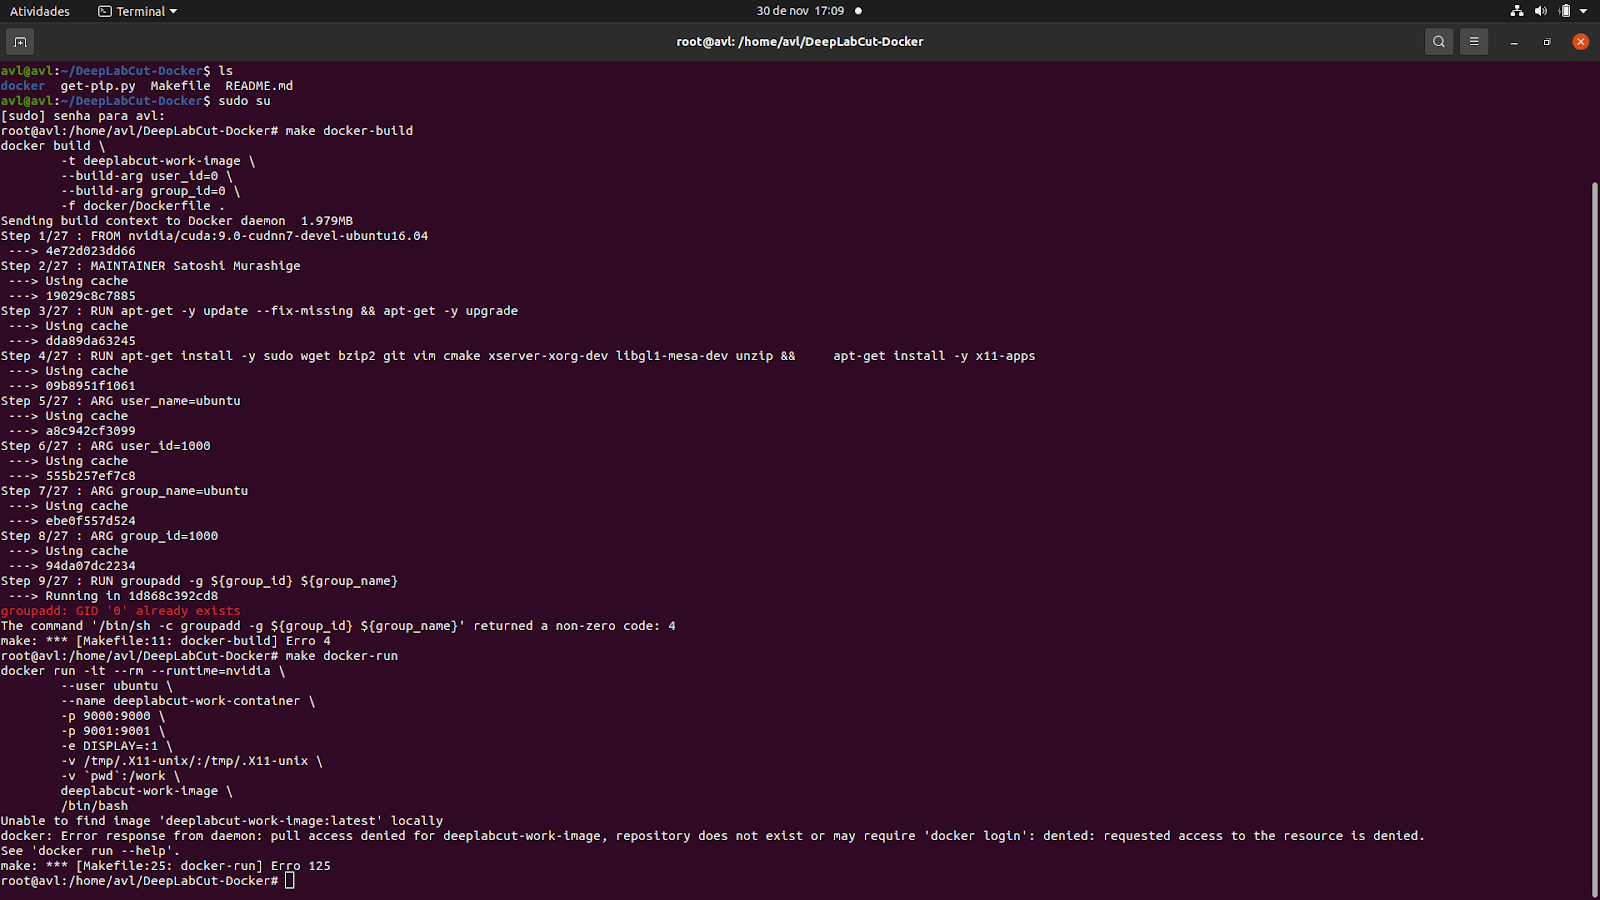 Atividades
Terminal
30 de nov 17:09
root@avl: /home/avl/DeepLabCut-Docker
avl@avl:~/DeepLabCut-Docker$ ls
docker  get-pip.py  Makefile  README.md
avl@avl:~/DeepLabCut-Docker$ sudo su
[sudo] senha para avl:
root@avl:/home/avl/DeepLabCut-Docker# make docker-build
docker build \
        -t deeplabcut-work-image \
        --build-arg user_id=0 \
        --build-arg group_id=0 \
        -f docker/Dockerfile .
Sending build context to Docker daemon  1.979MB
Step 1/27 : FROM nvidia/cuda:9.0-cudnn7-devel-ubuntu16.04
 ---> 4e72d023dd66
Step 2/27 : MAINTAINER Satoshi Murashige
 ---> Using cache
 ---> 19029c8c7885
Step 3/27 : RUN apt-get -y update --fix-missing && apt-get -y upgrade
 ---> Using cache
 ---> dda89da63245
Step 4/27 : RUN apt-get install -y sudo wget bzip2 git vim cmake xserver-xorg-dev libgl1-mesa-dev unzip &&     apt-get install -y x11-apps
 ---> Using cache
 ---> 09b8951f1061
Step 5/27 : ARG user_name=ubuntu
 ---> Using cache
 ---> a8c942cf3099
Step 6/27 : ARG user_id=1000
 ---> Using cache
 ---> 555b257ef7c8
Step 7/27 : ARG group_name=ubuntu
 ---> Using cache
 ---> ebe0f557d524
Step 8/27 : ARG group_id=1000
 ---> Using cache
 ---> 94da07dc2234
Step 9/27 : RUN groupadd -g ${group_id} ${group_name}
 ---> Running in 1d868c392cd8
groupadd: GID '0' already exists
The command '/bin/sh -c groupadd -g ${group_id} ${group_name}' returned a non-zero code: 4
make: *** [Makefile:11: docker-build] Erro 4
root@avl:/home/avl/DeepLabCut-Docker# make docker-run
docker run -it --rm --runtime=nvidia \
        --user ubuntu \
        --name deeplabcut-work-container \
        -p 9000:9000 \
        -p 9001:9001 \
        -e DISPLAY=:1 \
        -v /tmp/.X11-unix/:/tmp/.X11-unix \
        -v `pwd`:/work \
        deeplabcut-work-image \
        /bin/bash
Unable to find image 'deeplabcut-work-image:latest' locally
docker: Error response from daemon: pull access denied for deeplabcut-work-image, repository does not exist or may require 'docker login': denied: requested access to the resource is denied.
See 'docker run --help'.
make: *** [Makefile:25: docker-run] Erro 125
root@avl:/home/avl/DeepLabCut-Docker#